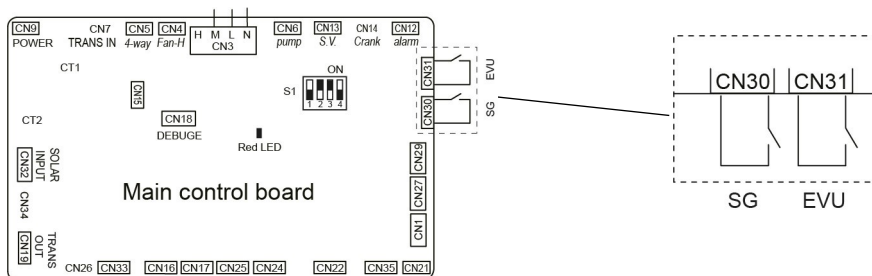 CN9 CN7 CN5 CN4 H M L N CN6 CN13 CN14 CN12
POWER TRANS IN 4-way Fan-H CN3 pump S.V. Crank alarm
CT1
CN15
S1
ON
1 2 3 4
CN31 EVU
CN30 SG
CT2
CN18
DEBUGE
Red LED
SOLAR
INPUT
CN32
CN34
TRANS
OUT
CN19
Main control board
CN29
CN27
CN1
CN26 CN33 CN16 CN17 CN25 CN24 CN22 CN35 CN21
CN30 CN31
SG EVU